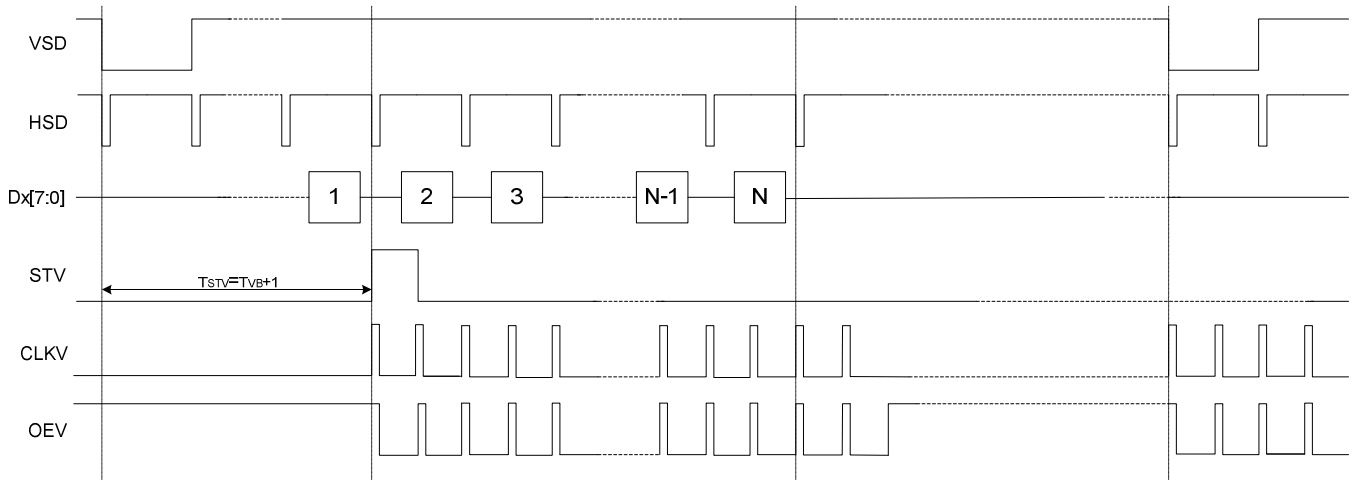 VSD
HSD
Dx[7:0]
1
2
3
N-1
N
STV
TSTV=TVB+1
CLKV
OEV